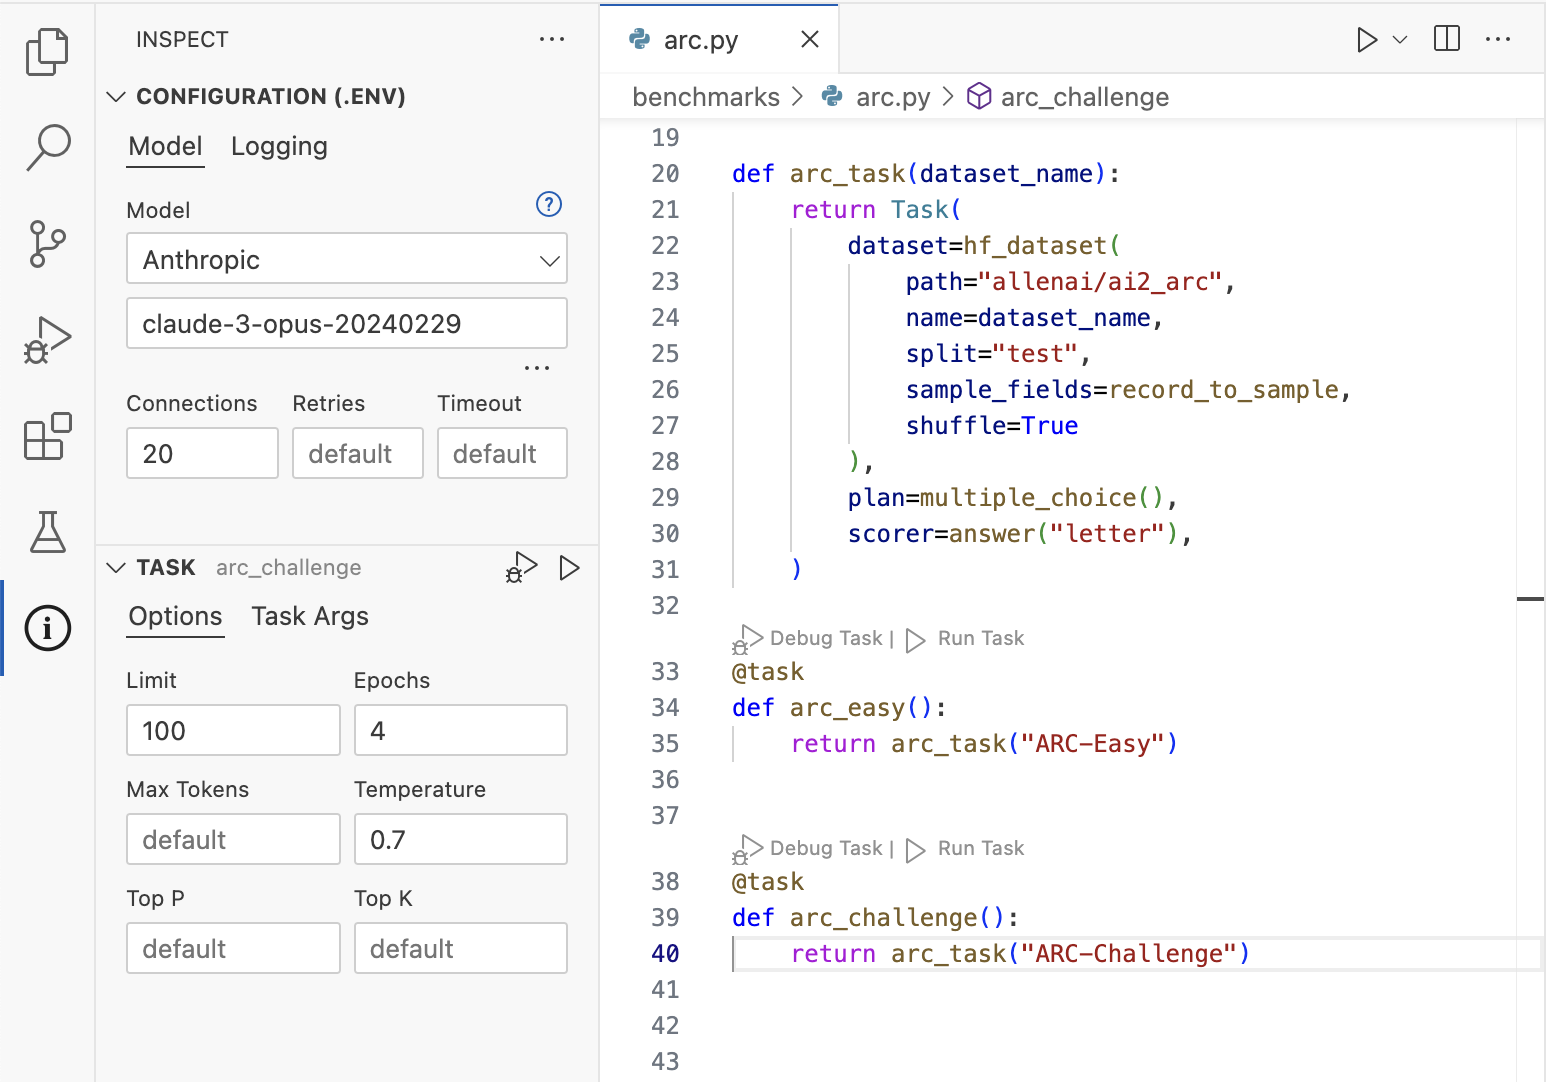 INSPECT
CONFIGURATION (.ENV)
Model Logging
Model
Anthropic
claude-3-opus-20240229
Connections Retries Timeout
20 default default
TASK arc_challenge
Options Task Args
Limit Epochs
100 4
Max Tokens Temperature
default 0.7
Top P Top K
default default
arc.py
benchmarks > arc.py > arc_challenge
19
20 def arc_task(dataset_name):
21     return Task(
22         dataset=hf_dataset(
23             path="allenai/ai2_arc",
24             name=dataset_name,
25             split="test",
26             sample_fields=record_to_sample,
27             shuffle=True
28         ),
29         plan=multiple_choice(),
30         scorer=answer("letter"),
31     )
32
Debug Task | Run Task
33 @task
34 def arc_easy():
35     return arc_task("ARC-Easy")
36
37
Debug Task | Run Task
38 @task
39 def arc_challenge():
40     return arc_task("ARC-Challenge")
41
42
43